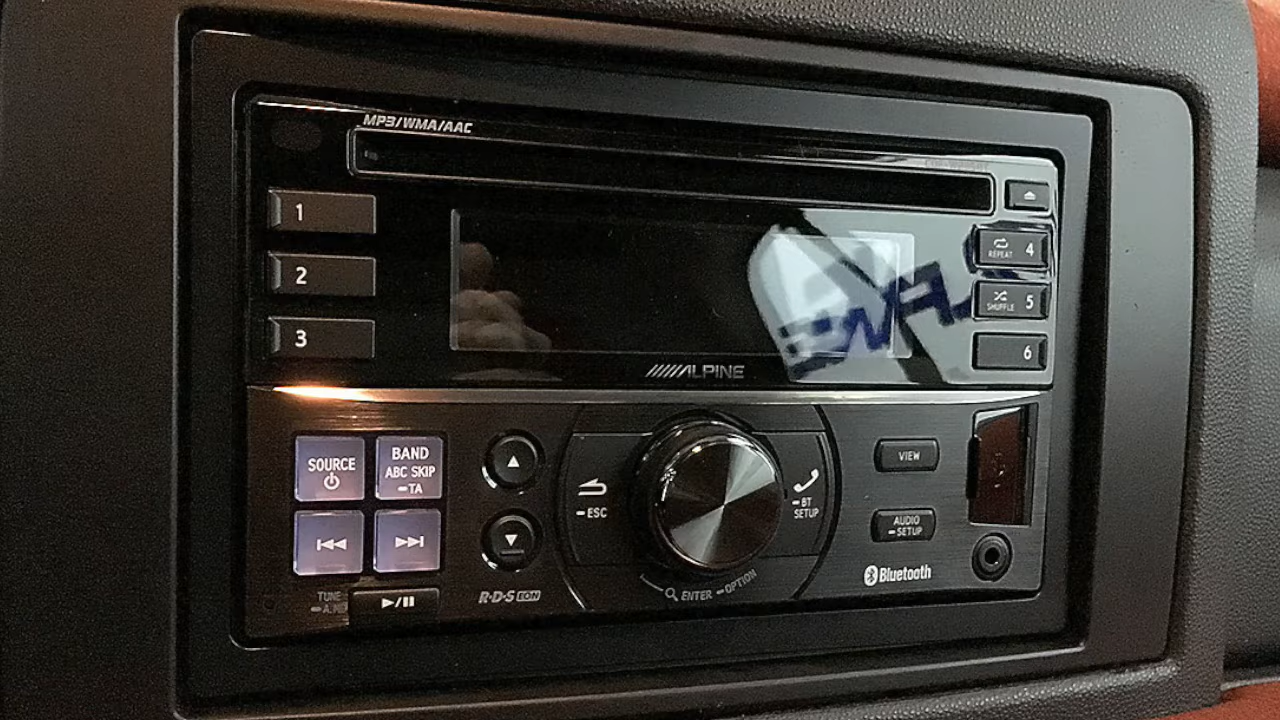 MP3/WMA/AAC
1
2
3
REPEAT 4
SHUFFLE 5
6
ALPINE
SOURCE
BAND
ABC SKIP
TA
ESC
BT
SETUP
VIEW
AUDIO
SETUP
Bluetooth
TUNE
R·D·S EON
ENTER OPTION